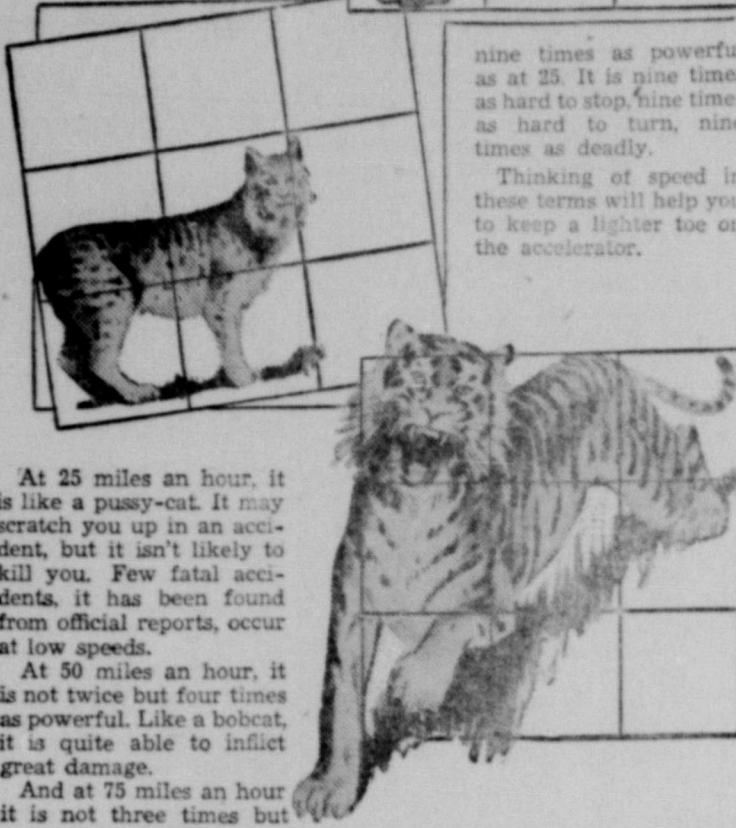 At 25 miles an hour, it
is like a pussy-cat. It may
scratch you up in an acci-
dent, but it isn't likely to
kill you. Few fatal acci-
dents, it has been found
from official reports, occur
at low speeds.
At 50 miles an hour, it
is not twice but four times
as powerful. Like a bobcat,
it is quite able to inflict
great damage.
And at 75 miles an hour
it is not three times but
nine times as powerfu
as at 25. It is nine time
as hard to stop, nine time
as hard to turn, nine
times as deadly.
Thinking of speed in
these terms will help you
to keep a lighter toe on
the accelerator.